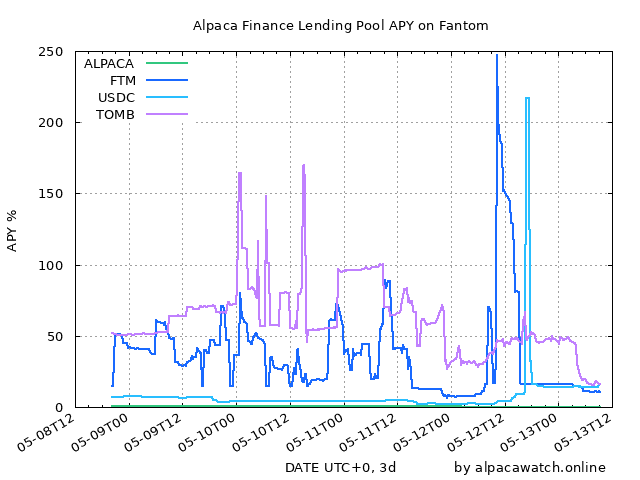 Alpaca Finance Lending Pool APY on Fantom
250
200
150
100
50
0
APY %
ALPACA
FTM
USDC
TOMB
05-08T12
05-09T00
05-09T12
05-10T00
05-10T12
05-11T00
05-11T12
05-12T00
05-12T12
05-13T00
05-13T12
DATE UTC+0, 3d
by alpacawatch.online